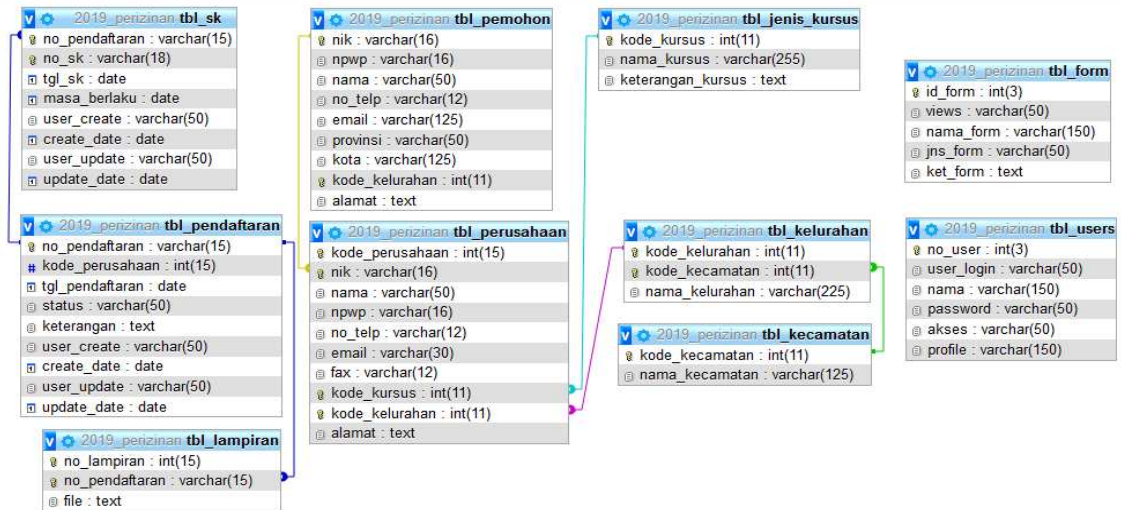 2019_perizinan tbl_sk
no_pendaftaran : varchar(15)
no_sk : varchar(18)
tgl_sk : date
masa_berlaku : date
user_create : varchar(50)
create_date : date
user_update : varchar(50)
update_date : date
2019_perizinan tbl_pemohon
nik : varchar(16)
npwp : varchar(16)
nama : varchar(50)
no_telp : varchar(12)
email : varchar(125)
provinsi : varchar(50)
kota : varchar(125)
kode_kelurahan : int(11)
alamat : text
2019_perizinan tbl_jenis_kursus
kode_kursus : int(11)
nama_kursus : varchar(255)
keterangan_kursus : text
2019_perizinan tbl_form
id_form : int(3)
views : varchar(50)
nama_form : varchar(150)
jns_form : varchar(50)
ket_form : text
2019_perizinan tbl_pendaftaran
no_pendaftaran : varchar(15)
# kode_perusahaan : int(15)
tgl_pendaftaran : date
status : varchar(50)
keterangan : text
user_create : varchar(50)
create_date : date
user_update : varchar(50)
update_date : date
2019_perizinan tbl_perusahaan
kode_perusahaan : int(15)
nik : varchar(16)
nama : varchar(50)
npwp : varchar(16)
no_telp : varchar(12)
email : varchar(30)
fax : varchar(12)
kode_kursus : int(11)
kode_kelurahan : int(11)
alamat : text
2019_perizinan tbl_kelurahan
kode_kelurahan : int(11)
kode_kecamatan : int(11)
nama_kelurahan : varchar(225)
2019_perizinan tbl_kecamatan
kode_kecamatan : int(11)
nama_kecamatan : varchar(125)
2019_perizinan tbl_users
no_user : int(3)
user_login : varchar(50)
nama : varchar(150)
password : varchar(50)
akses : varchar(50)
profile : varchar(150)
2019_perizinan tbl_lampiran
no_lampiran : int(15)
no_pendaftaran : varchar(15)
file : text